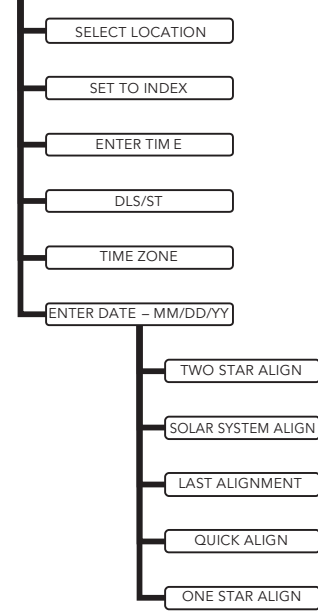 SELECT LOCATION
SET TO INDEX
ENTER TIM E
DLS/ST
TIME ZONE
ENTER DATE – MM/DD/YY
TWO STAR ALIGN
SOLAR SYSTEM ALIGN
LAST ALIGNMENT
QUICK ALIGN
ONE STAR ALIGN